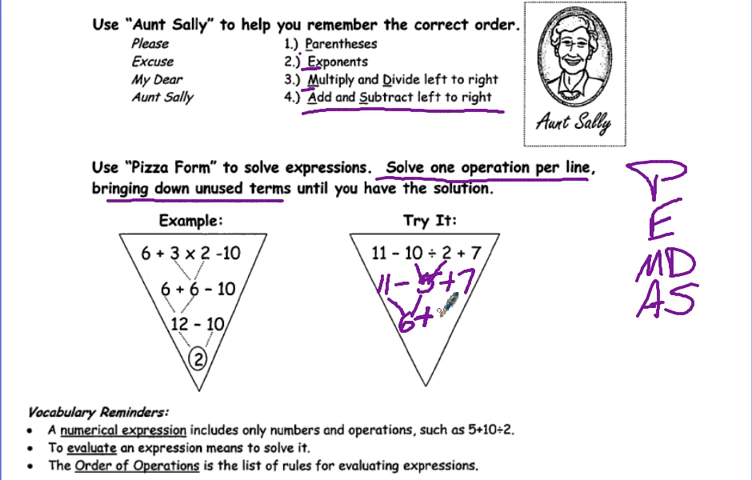 Use "Aunt Sally" to help you remember the correct order.
Please 1.) Parentheses
Excuse 2.) Exponents
My Dear 3.) Multiply and Divide left to right
Aunt Sally 4.) Add and Subtract left to right
Aunt Sally
Use "Pizza Form" to solve expressions. Solve one operation per line,
bringing down unused terms until you have the solution.
P
E
MD
AS
Example:
6 + 3 x 2 -10
6 + 6 - 10
12 - 10
2
Try It:
11 - 10 ÷ 2 + 7
11 - 5 + 7
6 +
Vocabulary Reminders:
• A numerical expression includes only numbers and operations, such as 5+10÷2.
• To evaluate an expression means to solve it.
• The Order of Operations is the list of rules for evaluating expressions.